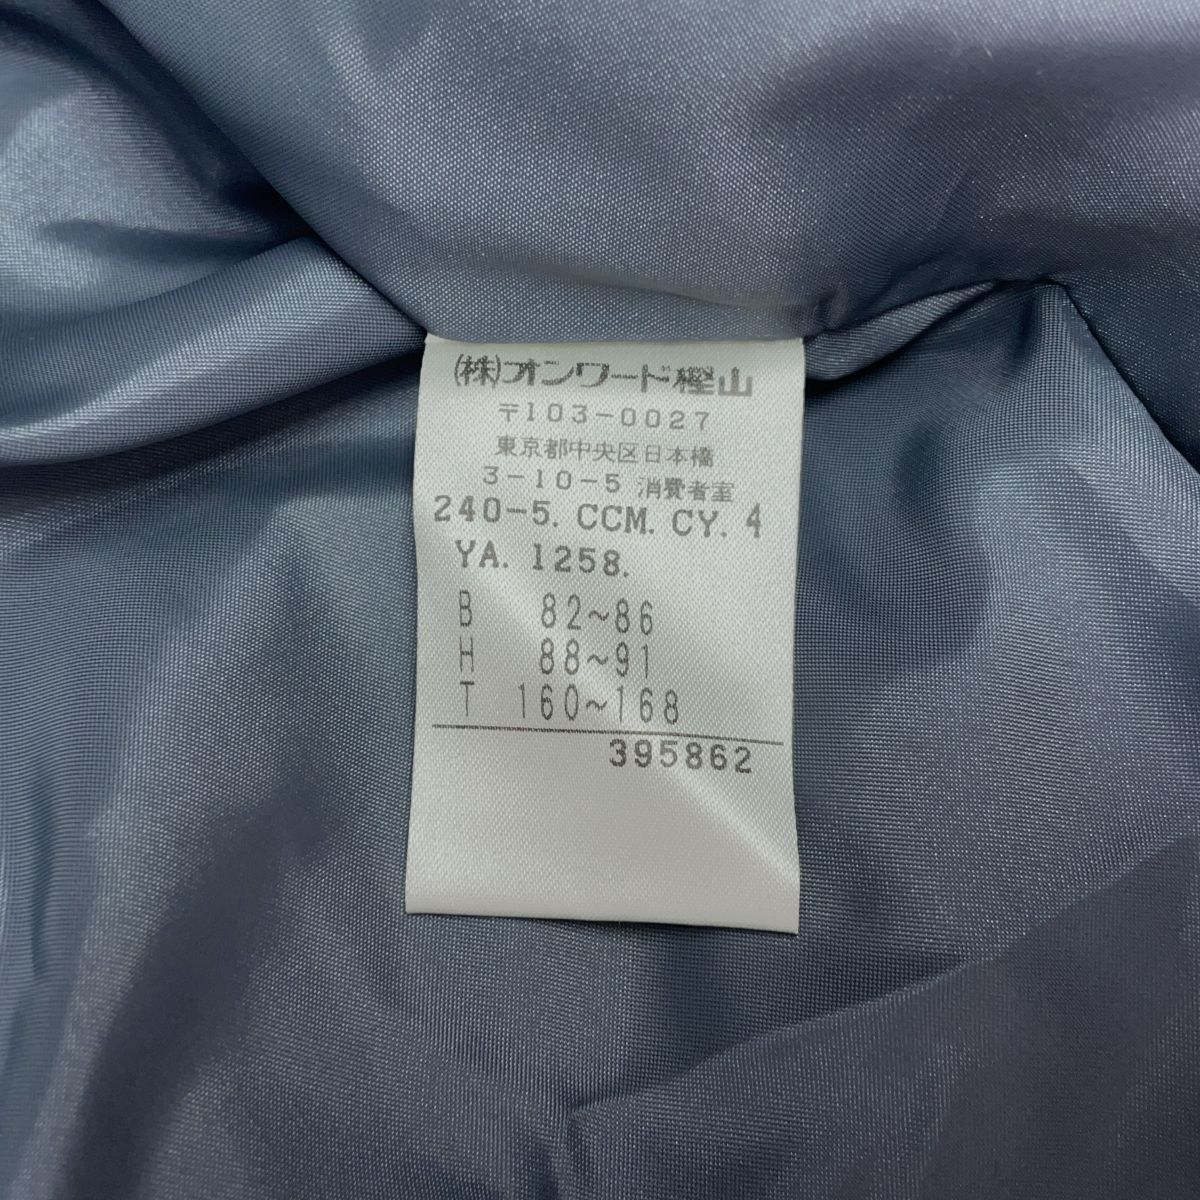 (株)オンワード樫山
〒103-0027
東京都中央区日本橋
3-10-5 消費者室
240-5. CCM. CY. 4
YA. 1258.
B 82~86
H 88~91
T 160~168
395862